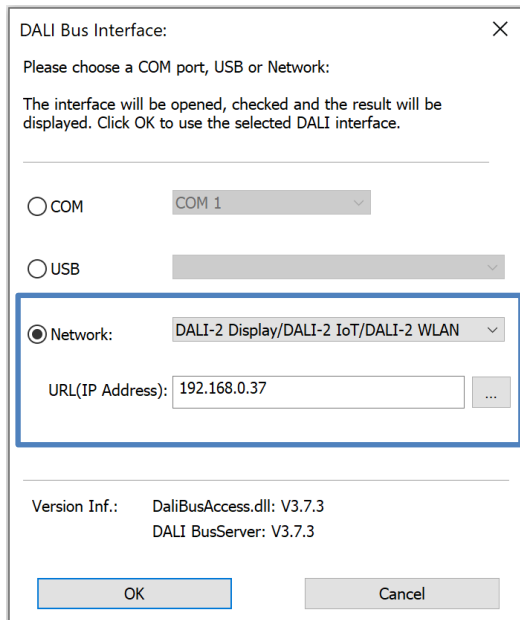 DALI Bus Interface:
Please choose a COM port, USB or Network:
The interface will be opened, checked and the result will be
displayed. Click OK to use the selected DALI interface.
COM COM 1
USB
Network: DALI-2 Display/DALI-2 IoT/DALI-2 WLAN
URL(IP Address): 192.168.0.37 ...
Version Inf.: DaliBusAccess.dll: V3.7.3
DALI BusServer: V3.7.3
OK Cancel